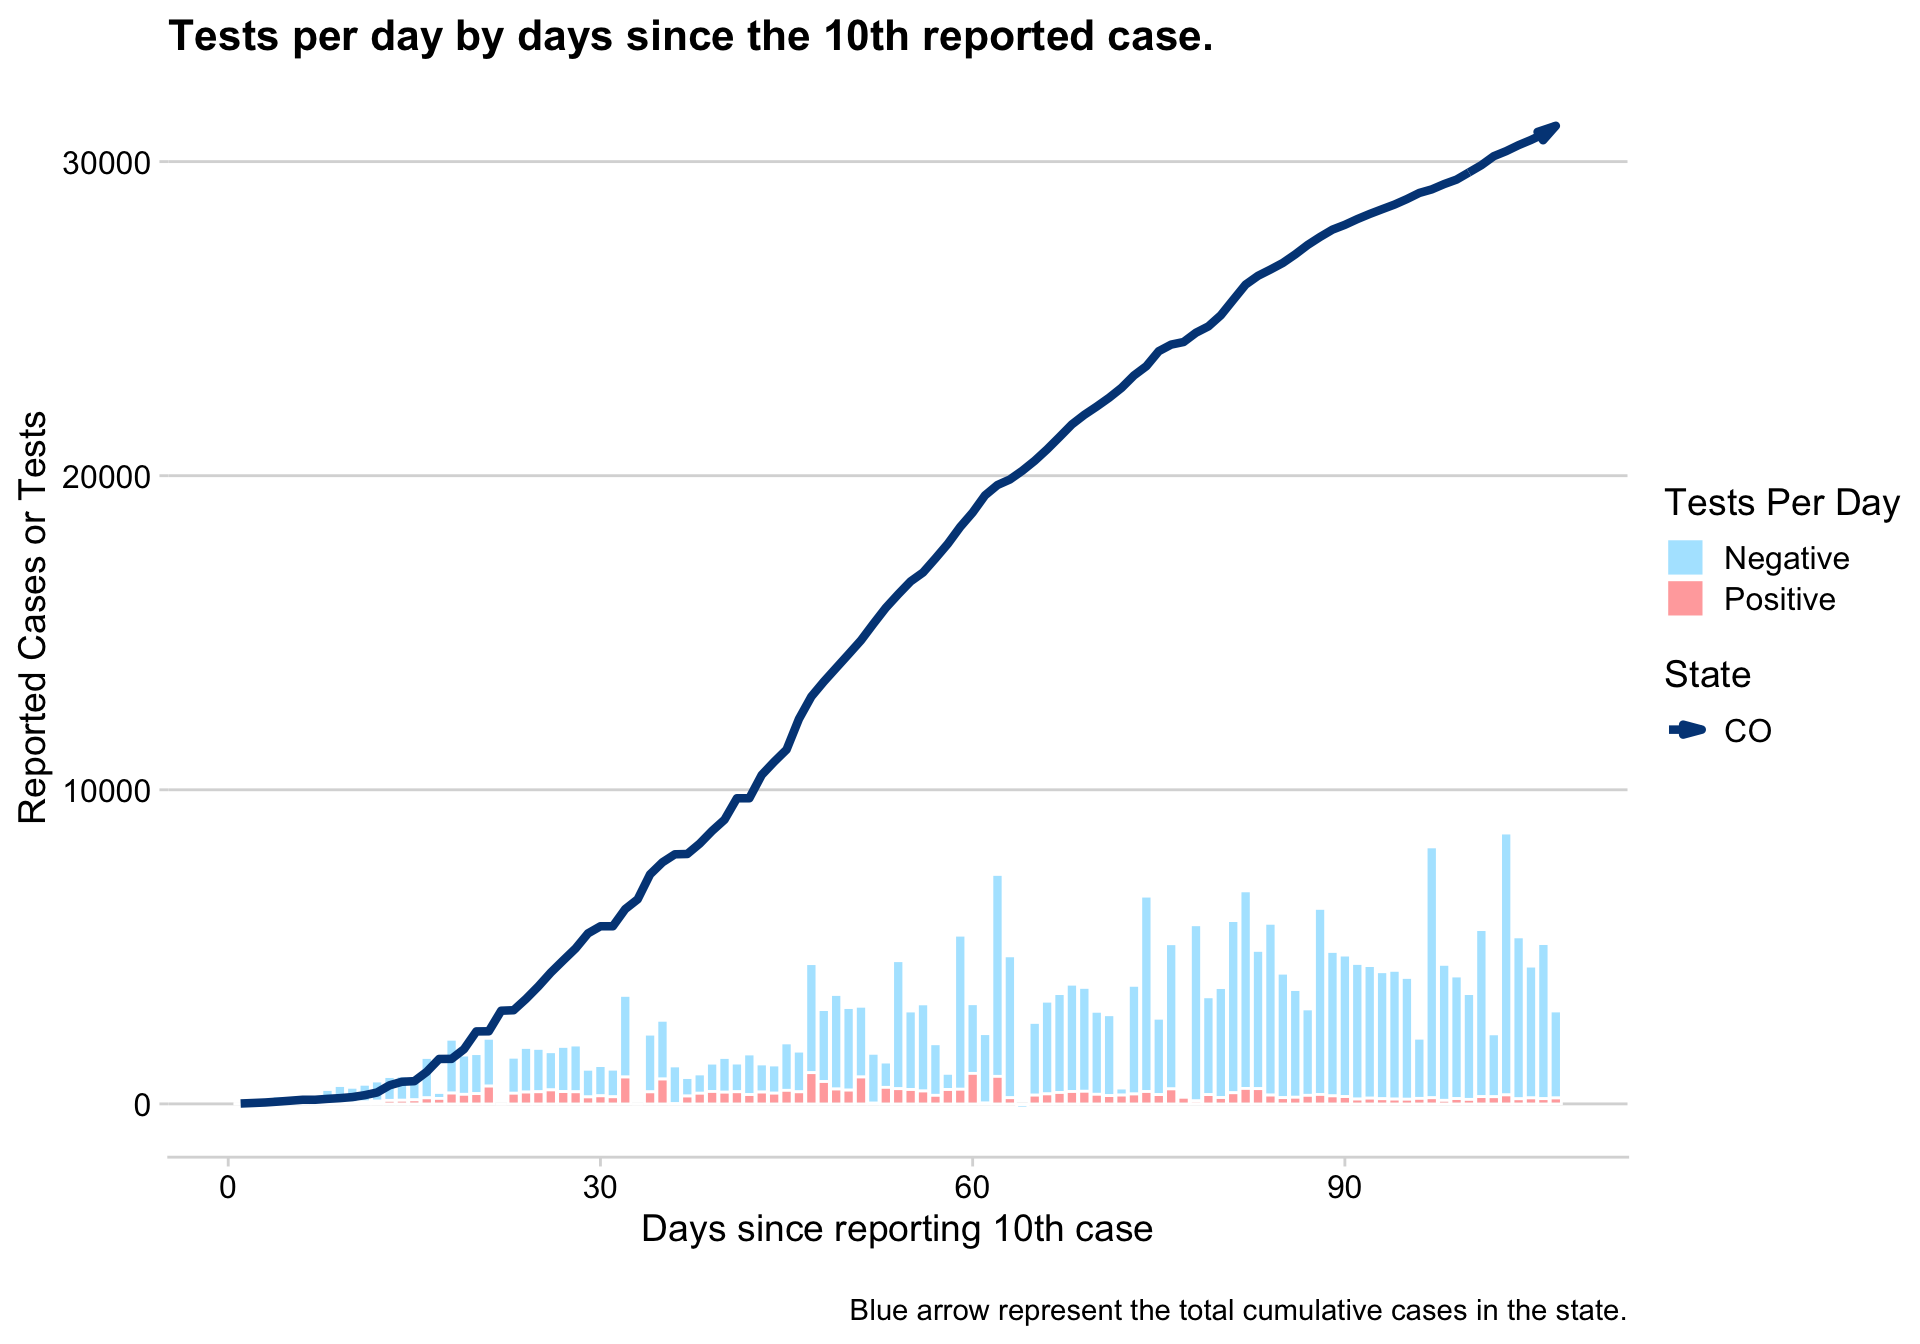 Tests per day by days since the 10th reported case.
Reported Cases or Tests
30000
20000
10000
0
0 30 60 90
Days since reporting 10th case
Tests Per Day
Negative
Positive
State
CO
Blue arrow represent the total cumulative cases in the state.